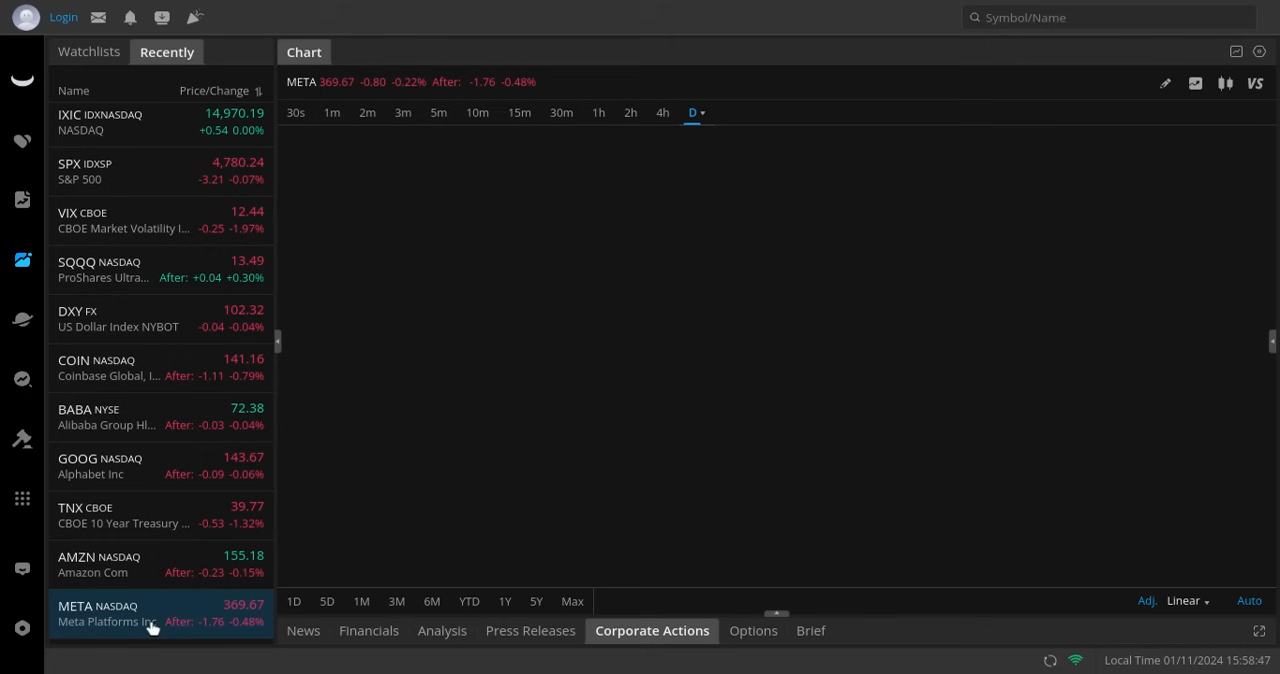 Login
Symbol/Name
Watchlists Recently Chart
Name Price/Change
META 369.67 -0.80 -0.22% After: -1.76 -0.48%
VS
30s 1m 2m 3m 5m 10m 15m 30m 1h 2h 4h D
IXIC IDXNASDAQ 14,970.19
NASDAQ +0.54 0.00%
SPX IDXSP 4,780.24
S&P 500 -3.21 -0.07%
VIX CBOE 12.44
CBOE Market Volatility I... -0.25 -1.97%
SQQQ NASDAQ 13.49
ProShares Ultra... After: +0.04 +0.30%
DXY FX 102.32
US Dollar Index NYBOT -0.04 -0.04%
COIN NASDAQ 141.16
Coinbase Global, I... After: -1.11 -0.79%
BABA NYSE 72.38
Alibaba Group Hl... After: -0.03 -0.04%
GOOG NASDAQ 143.67
Alphabet Inc After: -0.09 -0.06%
TNX CBOE 39.77
CBOE 10 Year Treasury ... -0.53 -1.32%
AMZN NASDAQ 155.18
Amazon Com After: -0.23 -0.15%
META NASDAQ 369.67
Meta Platforms Inc After: -1.76 -0.48%
1D 5D 1M 3M 6M YTD 1Y 5Y Max Adj. Linear Auto
News Financials Analysis Press Releases Corporate Actions Options Brief
Local Time 01/11/2024 15:58:47